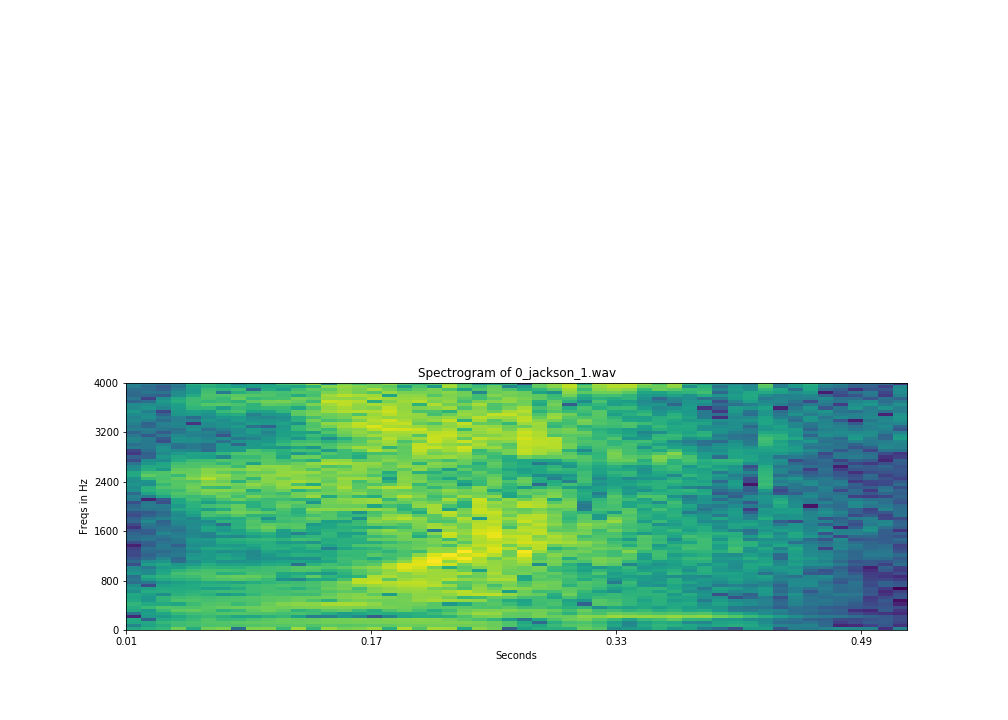 Spectrogram of 0_jackson_1.wav
4000
3200
2400
1600
800
0
Freqs in Hz
0.01 0.17 0.33 0.49
Seconds